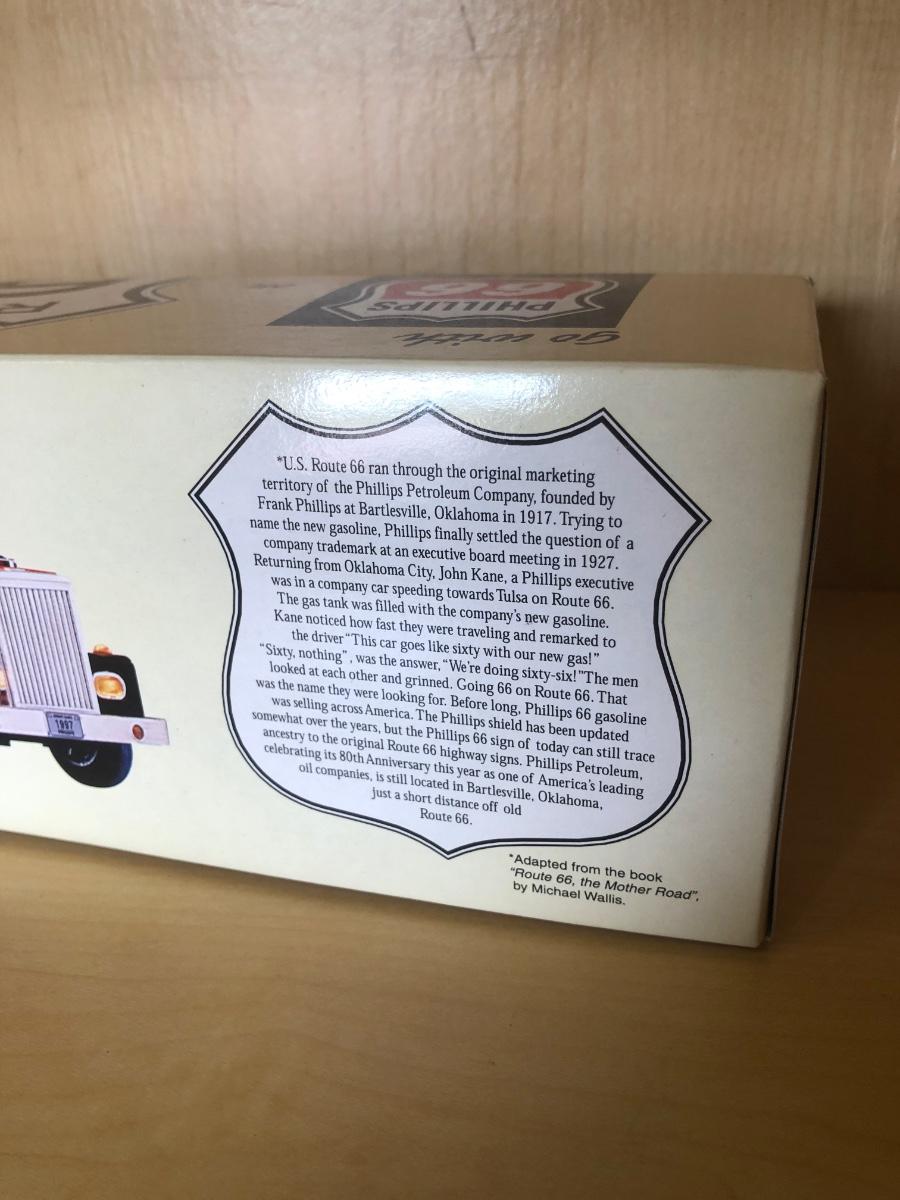 Go with
PHILLIPS
66
*U.S. Route 66 ran through the original marketing
territory of the Phillips Petroleum Company, founded by
Frank Phillips at Bartlesville, Oklahoma in 1917. Trying to
name the new gasoline, Phillips finally settled the question of a
company trademark at an executive board meeting in 1927.
Returning from Oklahoma City, John Kane, a Phillips executive
was in a company car speeding towards Tulsa on Route 66.
The gas tank was filled with the company's new gasoline.
Kane noticed how fast they were traveling and remarked to
the driver "This car goes like sixty with our new gas!"
"Sixty, nothing", was the answer, "We're doing sixty-six!" The men
looked at each other and grinned. Going 66 on Route 66. That
was the name they were looking for. Before long, Phillips 66 gasoline
was selling across America. The Phillips shield has been updated
somewhat over the years, but the Phillips 66 sign of today can still trace
ancestry to the original Route 66 highway signs. Phillips Petroleum,
celebrating its 80th Anniversary this year as one of America's leading
oil companies, is still located in Bartlesville, Oklahoma,
just a short distance off old
Route 66.
*Adapted from the book
"Route 66, the Mother Road",
by Michael Wallis.
1997